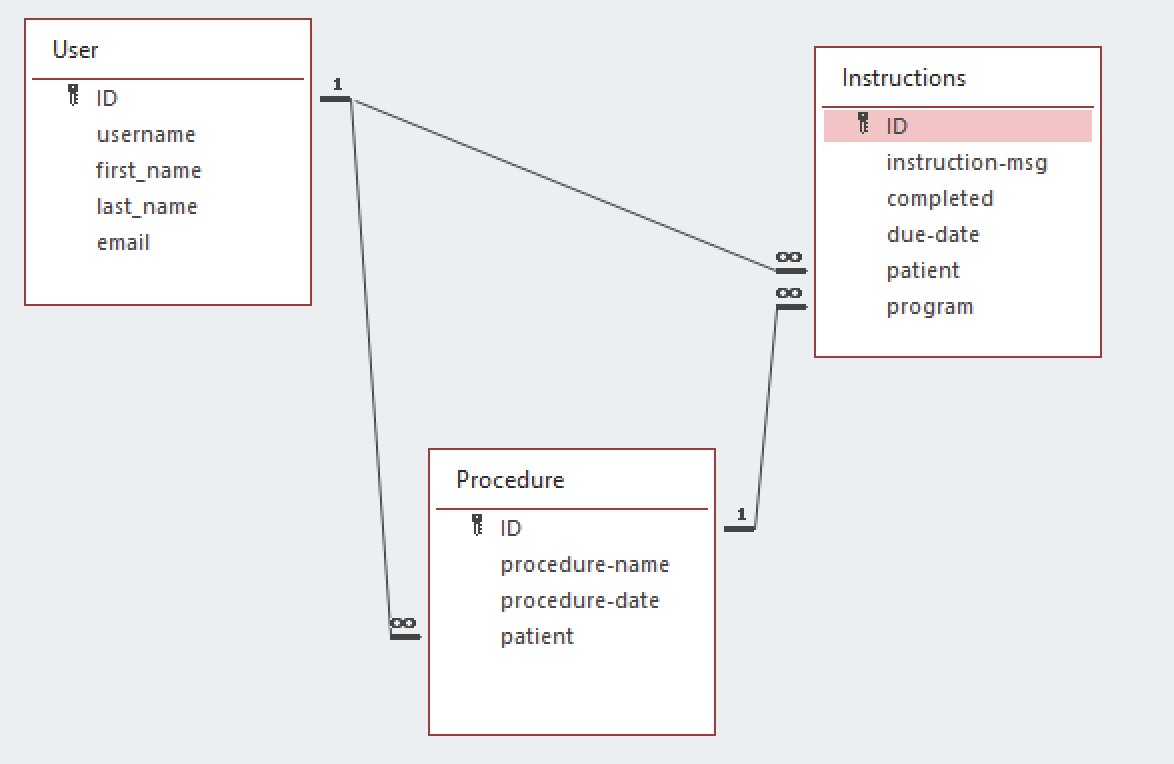 User
ID
username
first_name
last_name
email
1
Instructions
ID
instruction-msg
completed
due-date
patient
program
∞
∞
Procedure
ID
procedure-name
procedure-date
patient
1
∞